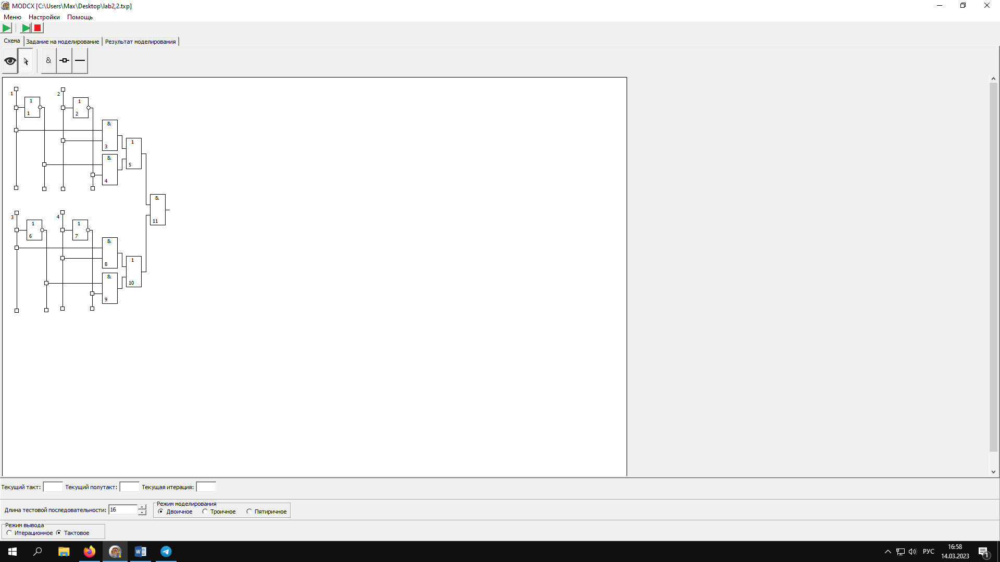 MODCX [C:\Users\Max\Desktop\lab2,2.txp]
Меню Настройки Помощь
Схема Задание на моделирование Результат моделирования
&
1 2
1 1
1 2
&
3
1
&
5
4
&
11
3 4
1 1
6 7
&
8
1
&
10
9
Текущий такт: Текущий полутакт: Текущая итерация:
Режим моделирования
Длина тестовой последовательности: 16
Двоичное Троичное Пятиричное
Режим вывода
Итерационное Тактовое
РУС
16:58
14.03.2023
1